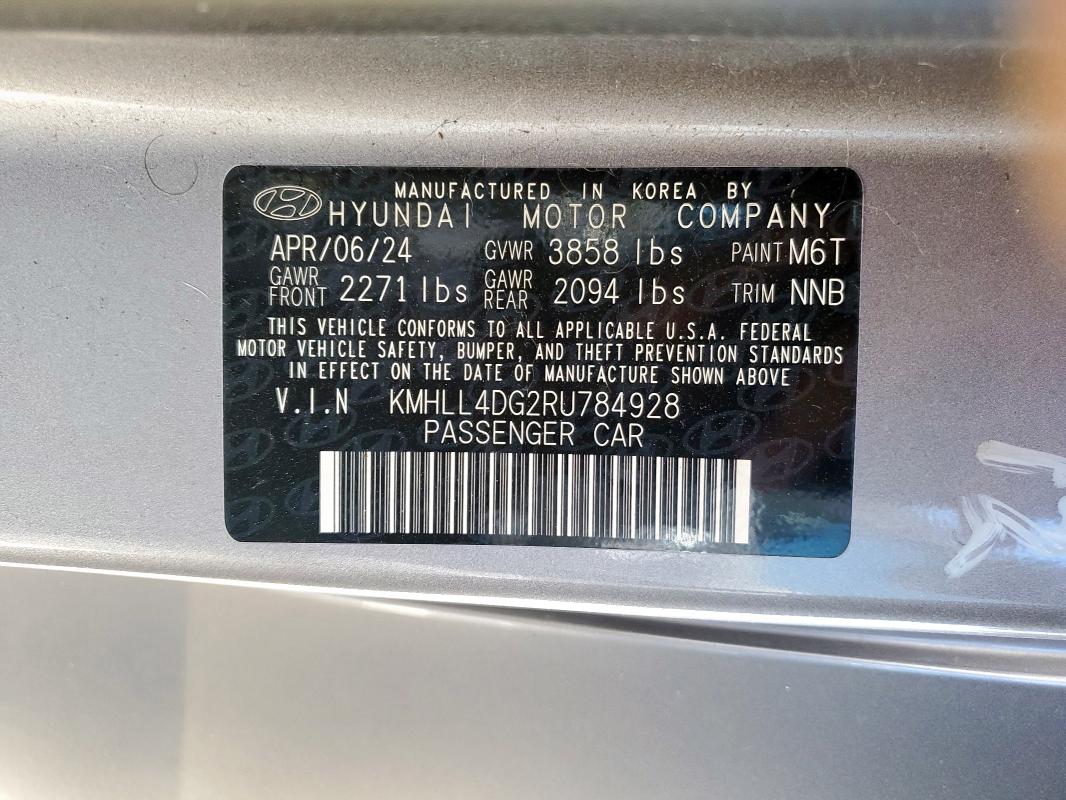 MANUFACTURED IN KOREA BY
HYUNDAI MOTOR COMPANY
APR/06/24 GVWR 3858 lbs PAINT M6T
GAWR FRONT 2271 lbs GAWR REAR 2094 lbs TRIM NNB
THIS VEHICLE CONFORMS TO ALL APPLICABLE U.S.A. FEDERAL
MOTOR VEHICLE SAFETY, BUMPER, AND THEFT PREVENTION STANDARDS
IN EFFECT ON THE DATE OF MANUFACTURE SHOWN ABOVE
V.I.N KMHLL4DG2RU784928
PASSENGER CAR